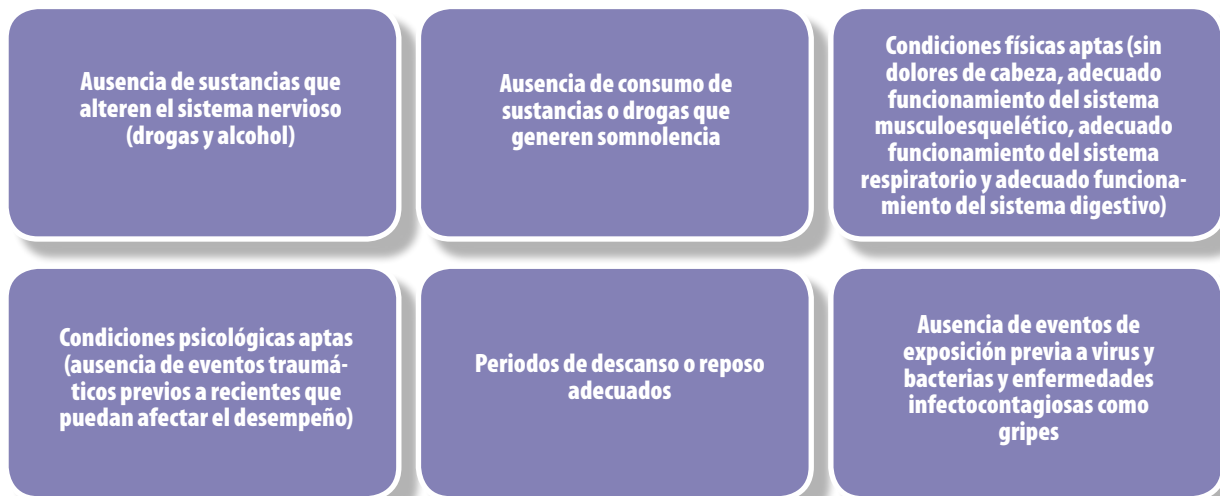 Ausencia de sustancias que
alteren el sistema nervioso
(drogas y alcohol)
Ausencia de consumo de
sustancias o drogas que
generen somnolencia
Condiciones físicas aptas (sin
dolores de cabeza, adecuado
funcionamiento del sistema
musculoesquelético, adecuado
funcionamiento del sistema
respiratorio y adecuado funciona-
miento del sistema digestivo)
Condiciones psicológicas aptas
(ausencia de eventos traumá-
ticos previos a recientes que
puedan afectar el desempeño)
Periodos de descanso o reposo
adecuados
Ausencia de eventos de
exposición previa a virus y
bacterias y enfermedades
infectocontagiosas como
gripes